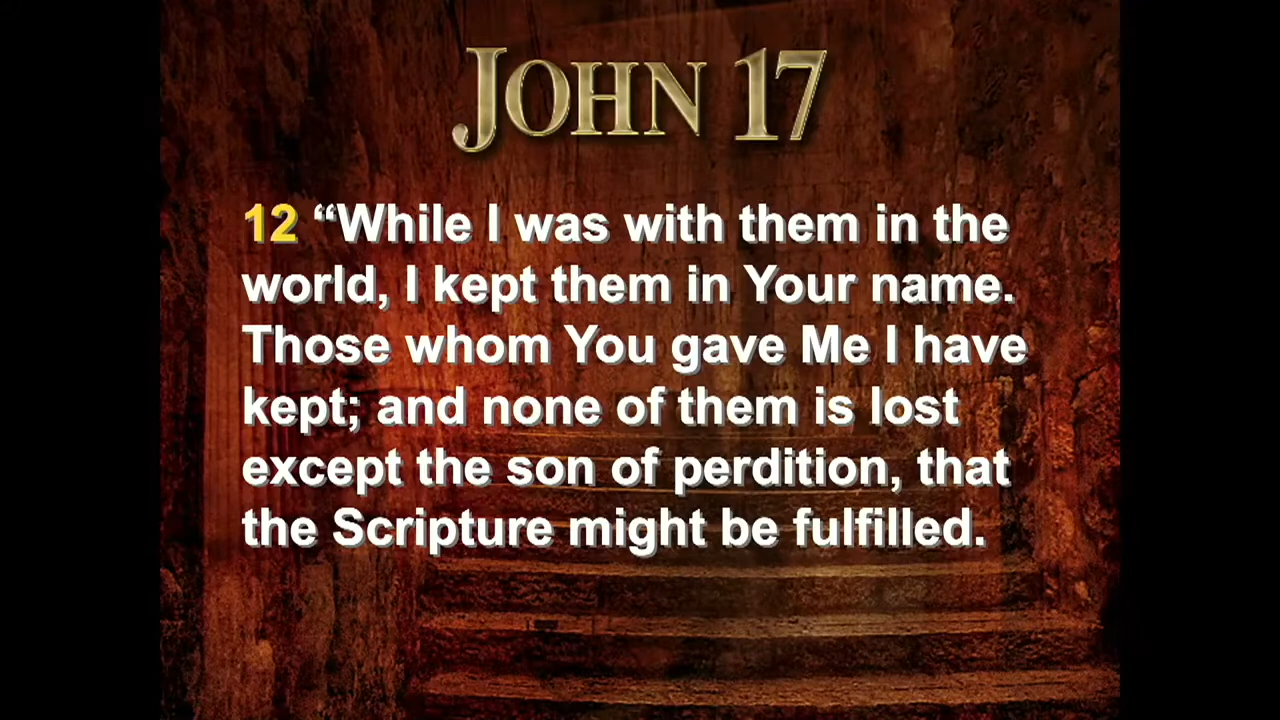 JOHN 17
12 “While I was with them in the
world, I kept them in Your name.
Those whom You gave Me I have
kept; and none of them is lost
except the son of perdition, that
the Scripture might be fulfilled.